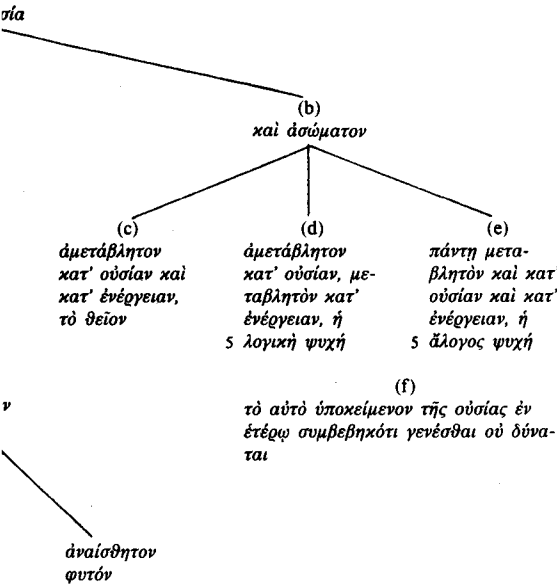 σία
(b)
καὶ ἀσώματον
(c)
ἀμετάβλητον
κατ' οὐσίαν καὶ
κατ' ἐνέργειαν,
τὸ θεῖον
(d)
ἀμετάβλητον
κατ' οὐσίαν, με-
ταβλητὸν κατ'
ἐνέργειαν, ἡ
5 λογικὴ ψυχή
(e)
πάντῃ μετα-
βλητὸν καὶ κατ'
οὐσίαν καὶ κατ'
ἐνέργειαν, ἡ
5 ἄλογος ψυχή
(f)
τὸ αὐτὸ ὑποκείμενον τῆς οὐσίας ἐν
ἑτέρῳ συμβεβηκότι γενέσθαι οὐ δύνα-
ται
ν
ἀναίσθητον
φυτόν